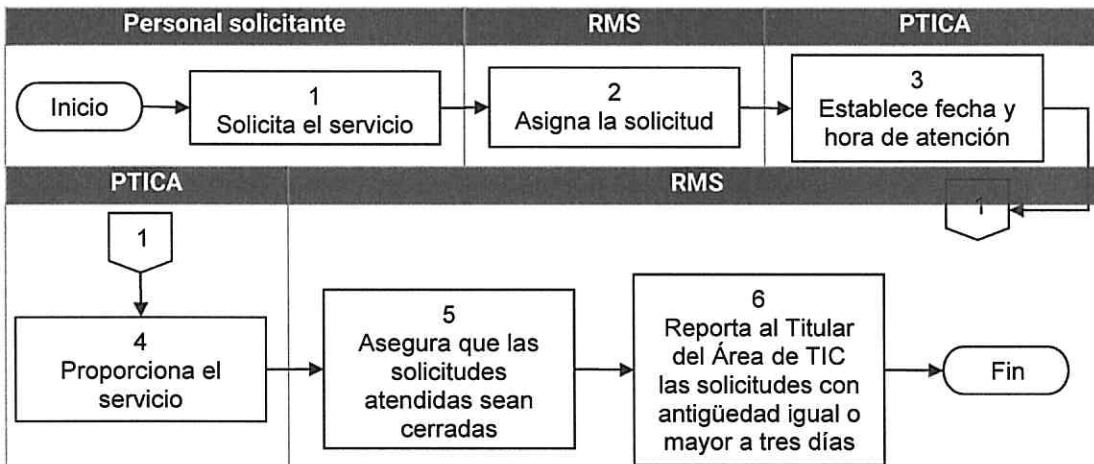 Personal solicitante
RMS
PTICA
Inicio
1
Solicita el servicio
2
Asigna la solicitud
3
Establece fecha y
hora de atención
PTICA
RMS
1
1
4
Proporciona el
servicio
5
Asegura que las
solicitudes
atendidas sean
cerradas
6
Reporta al Titular
del Área de TIC
las solicitudes con
antigüedad igual o
mayor a tres días
Fin